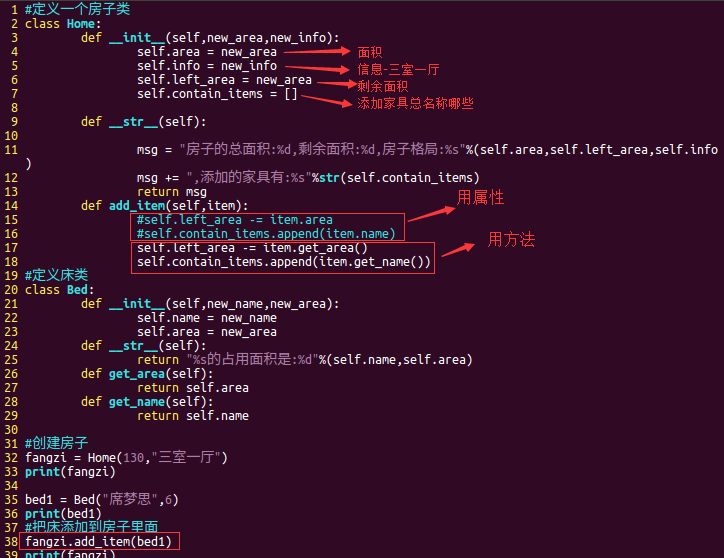 1 #定义一个房子类
2 class Home:
3 def __init__(self,new_area,new_info):
4 self.area = new_area 面积
5 self.info = new_info 信息-三室一厅
6 self.left_area = new_area 剩余面积
7 self.contain_items = [] 添加家具总名称哪些
8
9 def __str__(self):
10
11 msg = "房子的总面积:%d,剩余面积:%d,房子格局:%s"%(self.area,self.left_area,self.info
)
12 msg += ",添加的家具有:%s"%str(self.contain_items)
13 return msg
14 def add_item(self,item): 用属性
15 #self.left_area -= item.area
16 #self.contain_items.append(item.name)
17 self.left_area -= item.get_area() 用方法
18 self.contain_items.append(item.get_name())
19 #定义床类
20 class Bed:
21 def __init__(self,new_name,new_area):
22 self.name = new_name
23 self.area = new_area
24 def __str__(self):
25 return "%s的占用面积是:%d"%(self.name,self.area)
26 def get_area(self):
27 return self.area
28 def get_name(self):
29 return self.name
30
31 #创建房子
32 fangzi = Home(130,"三室一厅")
33 print(fangzi)
34
35 bed1 = Bed("席梦思",6)
36 print(bed1)
37 #把床添加到房子里面
38 fangzi.add_item(bed1)
39 print(fangzi)